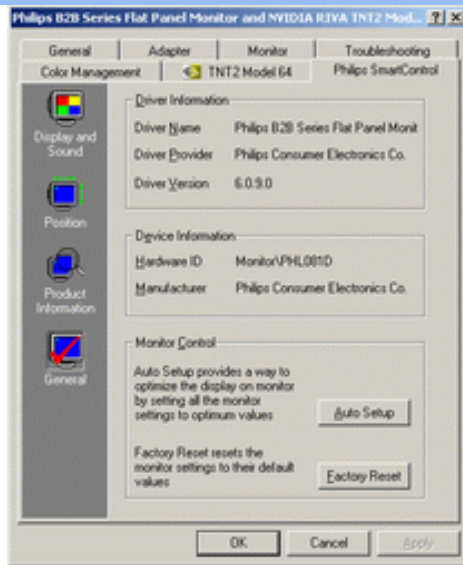 Philips B2B Series Flat Panel Monitor and NVIDIA RIVA TNT2 Mod...
General Adapter Monitor Troubleshooting
Color Management TNT2 Model 64 Philips SmartControl
Display and
Sound
Position
Product
Information
General
Driver Information
Driver Name Philips B2B Series Flat Panel Monit
Driver Provider Philips Consumer Electronics Co.
Driver Version 6.0.9.0
Device Information
Hardware ID Monitor\PHL081D
Manufacturer Philips Consumer Electronics Co.
Monitor Control
Auto Setup provides a way to
optimize the display on monitor
by setting all the monitor
settings to optimum values
Auto Setup
Factory Reset resets the
monitor settings to their default
values
Factory Reset
OK Cancel Apply